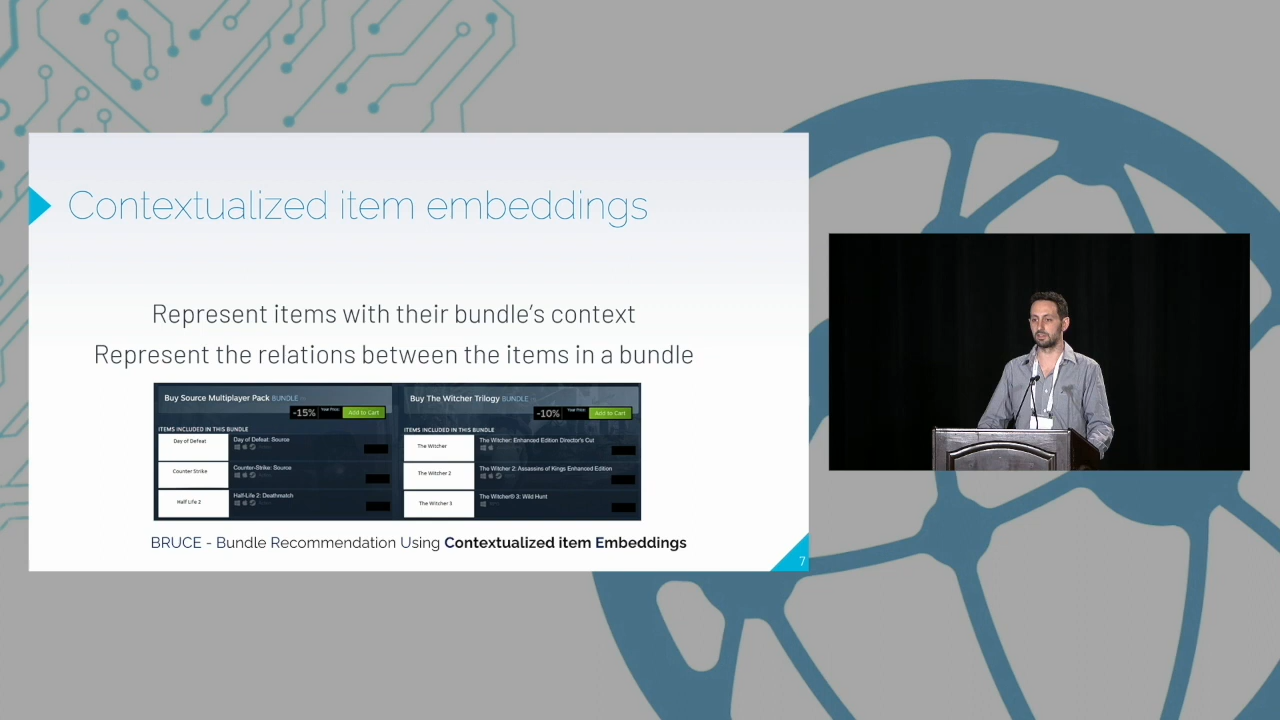 Contextualized item embeddings
Represent items with their bundle's context
Represent the relations between the items in a bundle
Buy Source Multiplayer Pack BUNDLE
-15% Your Price: Add to Cart
ITEMS INCLUDED IN THIS BUNDLE
Day of Defeat Day of Defeat: Source
Counter Strike Counter-Strike: Source
Half Life 2 Half-Life 2: Deathmatch
Buy The Witcher Trilogy BUNDLE
-10% Your Price: Add to Cart
ITEMS INCLUDED IN THIS BUNDLE
The Witcher The Witcher: Enhanced Edition Director's Cut
The Witcher 2 The Witcher 2: Assassins of Kings Enhanced Edition
The Witcher 3 The Witcher® 3: Wild Hunt
BRUCE - Bundle Recommendation Using Contextualized item Embeddings
7